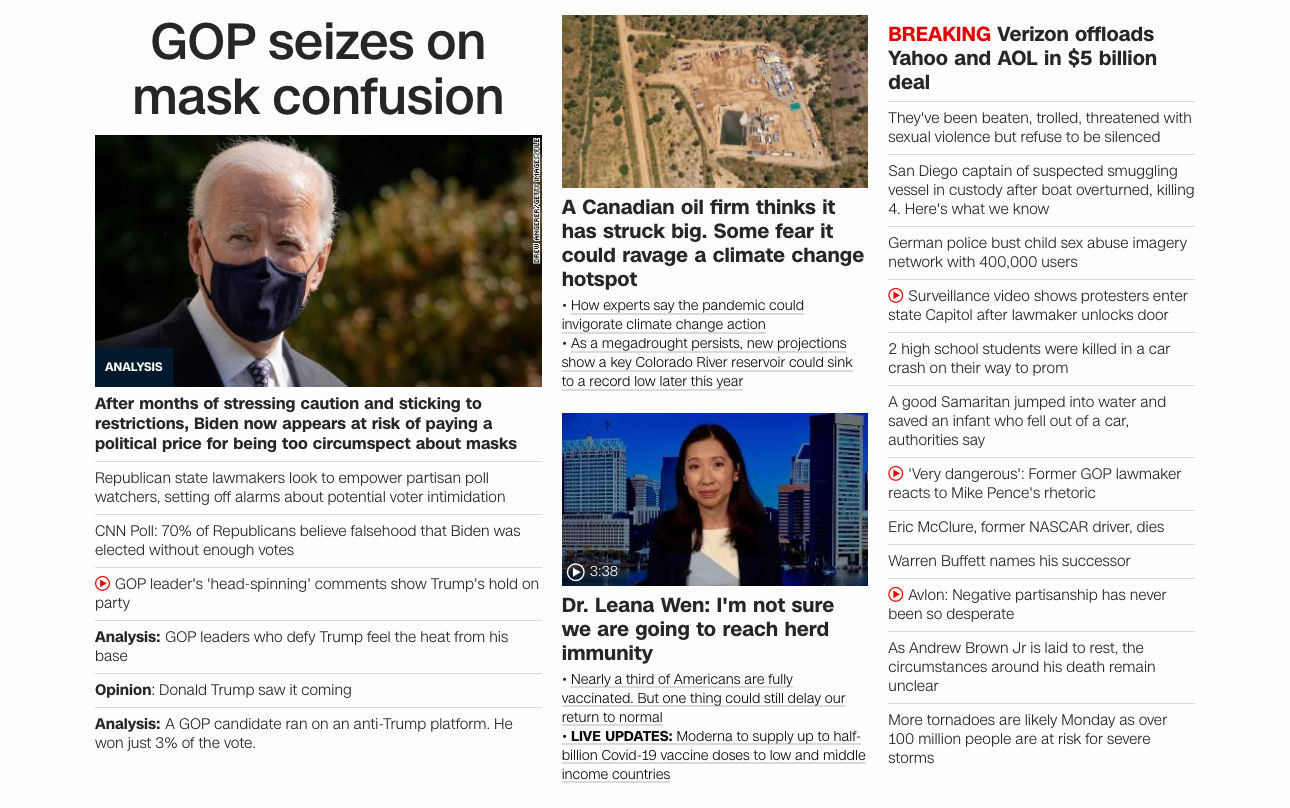 GOP seizes on
mask confusion
DREW ANGERER/GETTY IMAGES/FILE
ANALYSIS
After months of stressing caution and sticking to
restrictions, Biden now appears at risk of paying a
political price for being too circumspect about masks
Republican state lawmakers look to empower partisan poll
watchers, setting off alarms about potential voter intimidation
CNN Poll: 70% of Republicans believe falsehood that Biden was
elected without enough votes
GOP leader's 'head-spinning' comments show Trump's hold on
party
Analysis: GOP leaders who defy Trump feel the heat from his
base
Opinion: Donald Trump saw it coming
Analysis: A GOP candidate ran on an anti-Trump platform. He
won just 3% of the vote.
A Canadian oil firm thinks it
has struck big. Some fear it
could ravage a climate change
hotspot
• How experts say the pandemic could
invigorate climate change action
• As a megadrought persists, new projections
show a key Colorado River reservoir could sink
to a record low later this year
3:38
Dr. Leana Wen: I'm not sure
we are going to reach herd
immunity
• Nearly a third of Americans are fully
vaccinated. But one thing could still delay our
return to normal
• LIVE UPDATES: Moderna to supply up to half-
billion Covid-19 vaccine doses to low and middle
income countries
BREAKING Verizon offloads
Yahoo and AOL in $5 billion
deal
They've been beaten, trolled, threatened with
sexual violence but refuse to be silenced
San Diego captain of suspected smuggling
vessel in custody after boat overturned, killing
4. Here's what we know
German police bust child sex abuse imagery
network with 400,000 users
Surveillance video shows protesters enter
state Capitol after lawmaker unlocks door
2 high school students were killed in a car
crash on their way to prom
A good Samaritan jumped into water and
saved an infant who fell out of a car,
authorities say
'Very dangerous': Former GOP lawmaker
reacts to Mike Pence's rhetoric
Eric McClure, former NASCAR driver, dies
Warren Buffett names his successor
Avlon: Negative partisanship has never
been so desperate
As Andrew Brown Jr is laid to rest, the
circumstances around his death remain
unclear
More tornadoes are likely Monday as over
100 million people are at risk for severe
storms